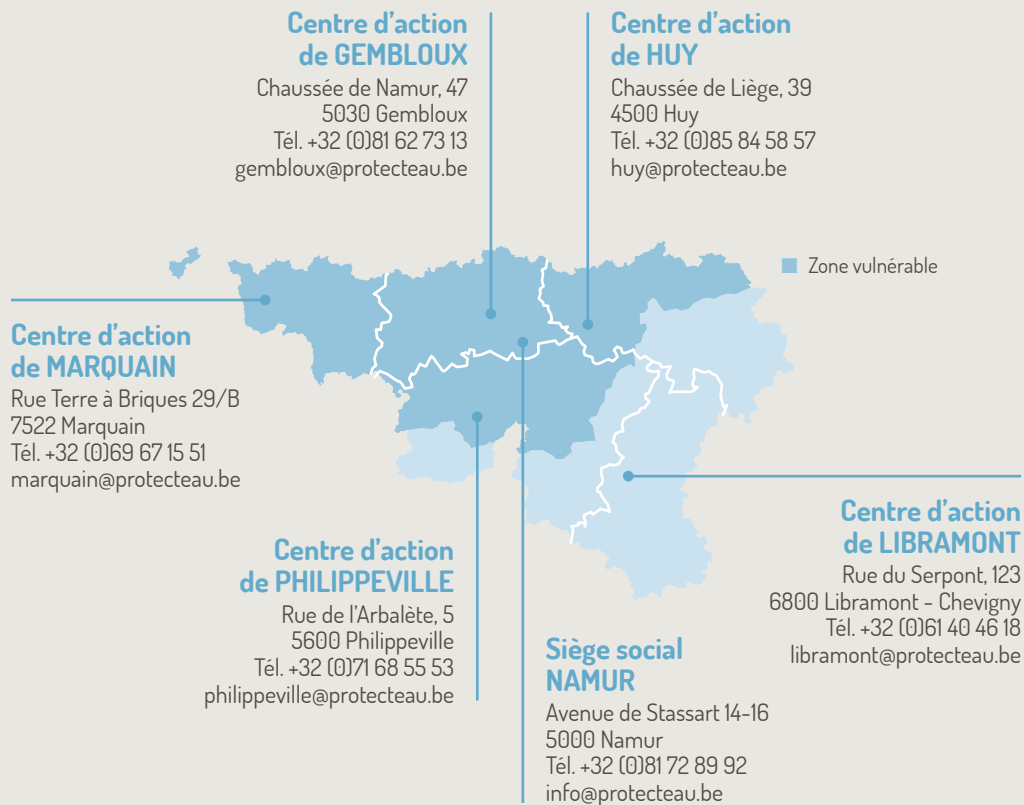 Centre d’action
de GEMBLOUX
Chaussée de Namur, 47
5030 Gembloux
Tél. +32 (0)81 62 73 13
gembloux@protecteau.be
Centre d’action
de HUY
Chaussée de Liège, 39
4500 Huy
Tél. +32 (0)85 84 58 57
huy@protecteau.be
Zone vulnérable
Centre d’action
de MARQUAIN
Rue Terre à Briques 29/B
7522 Marquain
Tél. +32 (0)69 67 15 51
marquain@protecteau.be
Centre d’action
de PHILIPPEVILLE
Rue de l’Arbalète, 5
5600 Philippeville
Tél. +32 (0)71 68 55 53
philippeville@protecteau.be
Centre d’action
de LIBRAMONT
Rue du Serpont, 123
6800 Libramont - Chevigny
Tél. +32 (0)61 40 46 18
libramont@protecteau.be
Siège social
NAMUR
Avenue de Stassart 14-16
5000 Namur
Tél. +32 (0)81 72 89 92
info@protecteau.be